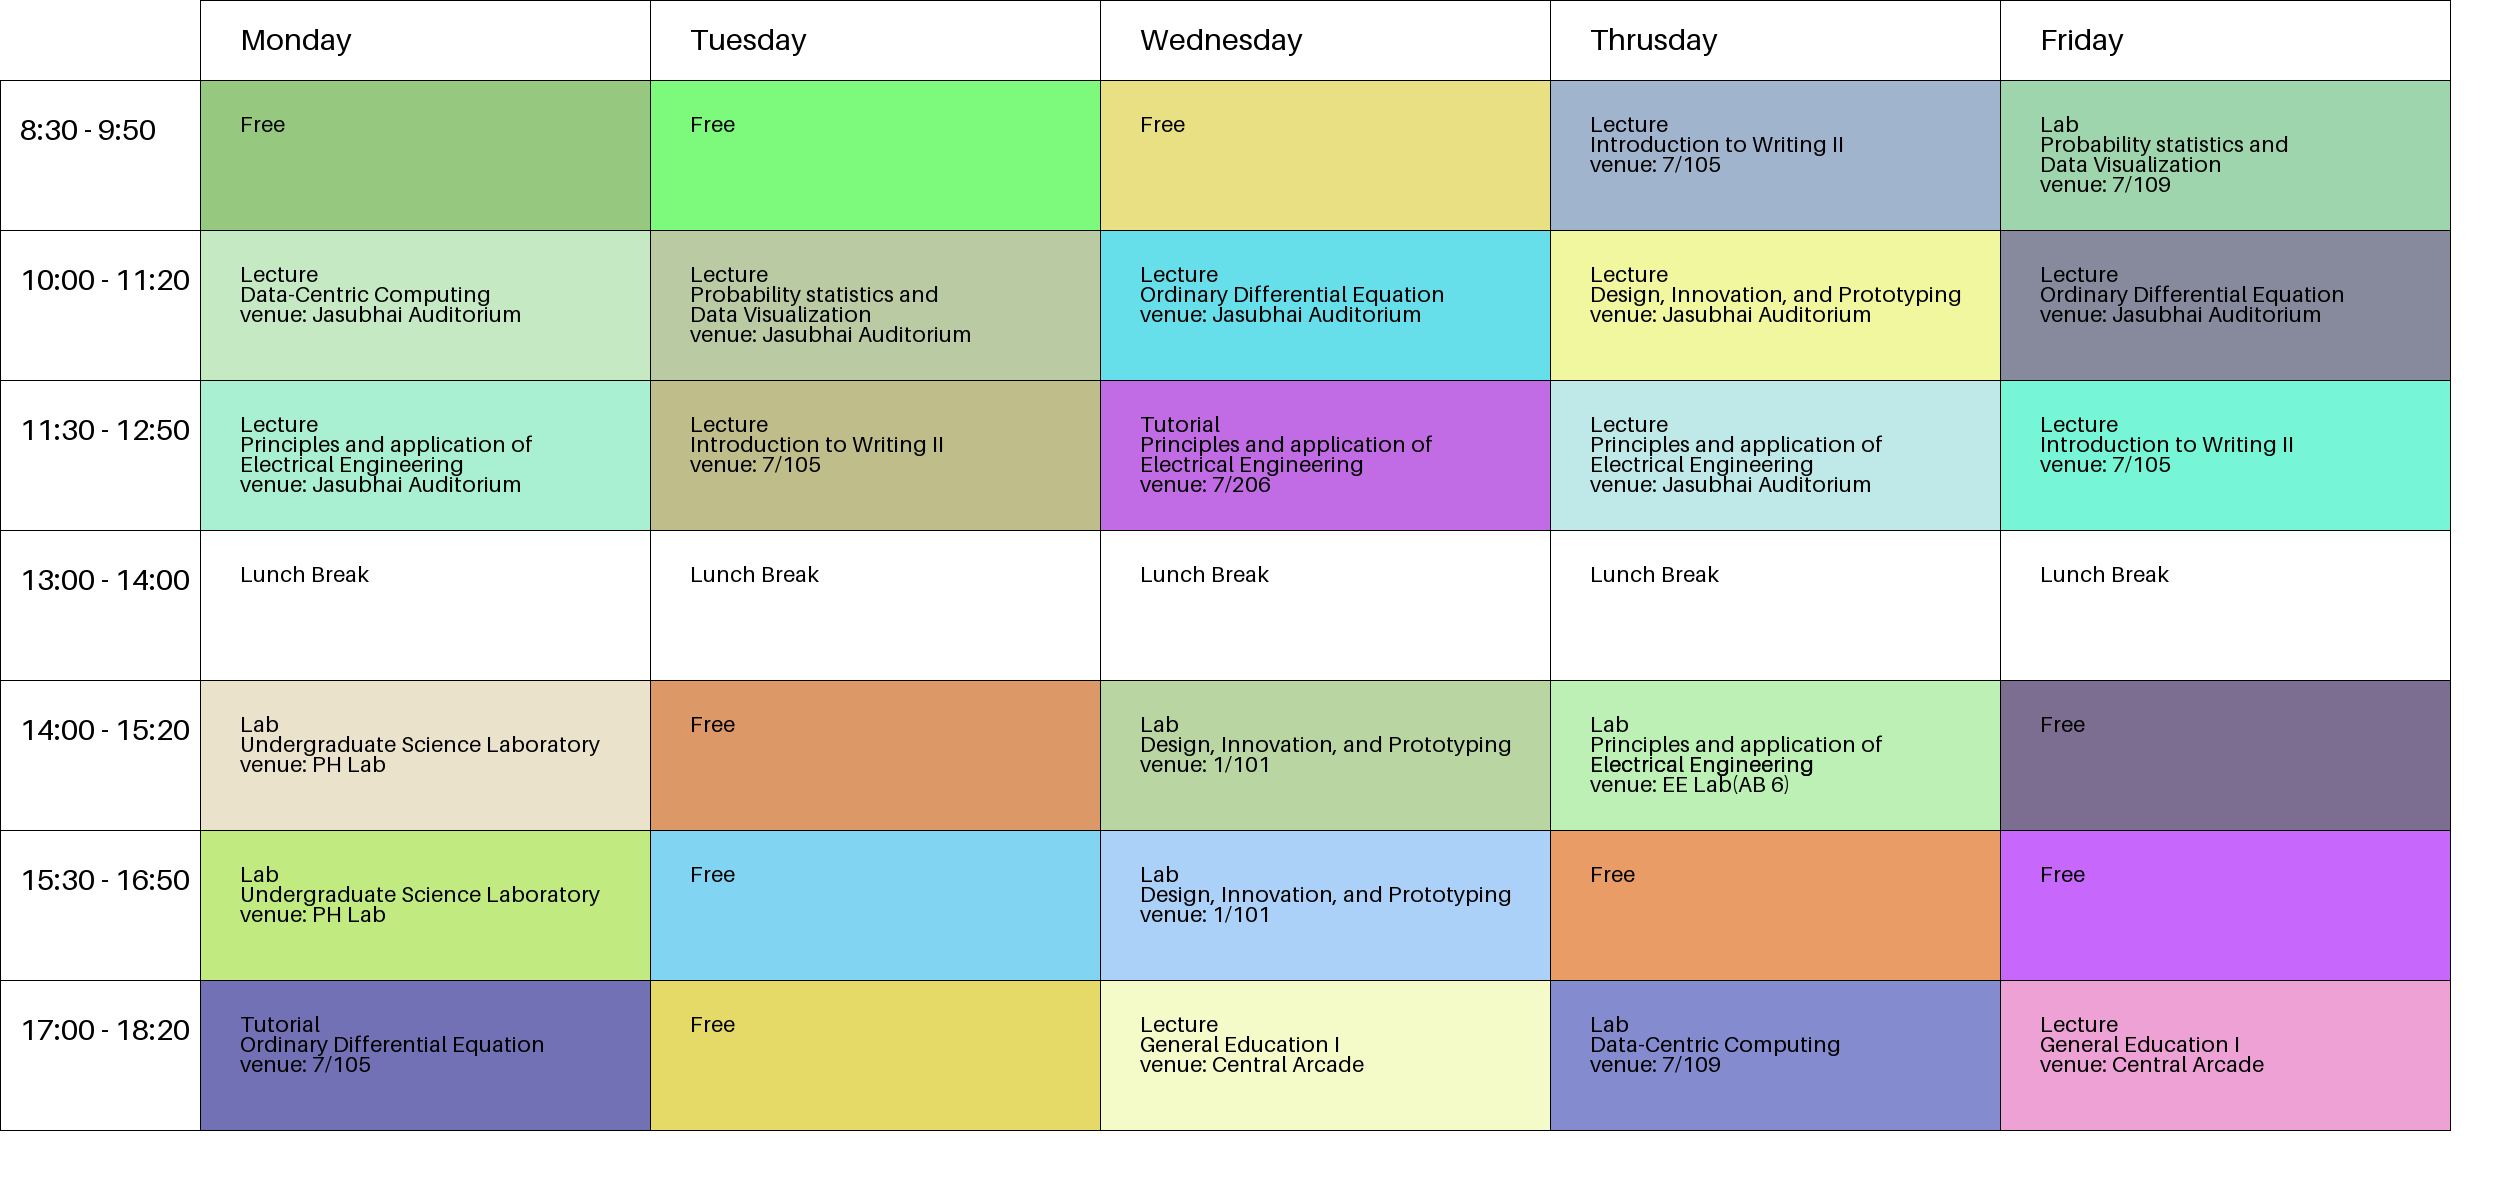 Monday
Tuesday
Wednesday
Thrusday
Friday
8:30 - 9:50
Free
Free
Free
Lecture
Introduction to Writing II
venue: 7/105
Lab
Probability statistics and
Data Visualization
venue: 7/109
10:00 - 11:20
Lecture
Data-Centric Computing
venue: Jasubhai Auditorium
Lecture
Probability statistics and
Data Visualization
venue: Jasubhai Auditorium
Lecture
Ordinary Differential Equation
venue: Jasubhai Auditorium
Lecture
Design, Innovation, and Prototyping
venue: Jasubhai Auditorium
Lecture
Ordinary Differential Equation
venue: Jasubhai Auditorium
11:30 - 12:50
Lecture
Principles and application of
Electrical Engineering
venue: Jasubhai Auditorium
Lecture
Introduction to Writing II
venue: 7/105
Tutorial
Principles and application of
Electrical Engineering
venue: 7/206
Lecture
Principles and application of
Electrical Engineering
venue: Jasubhai Auditorium
Lecture
Introduction to Writing II
venue: 7/105
13:00 - 14:00
Lunch Break
Lunch Break
Lunch Break
Lunch Break
Lunch Break
14:00 - 15:20
Lab
Undergraduate Science Laboratory
venue: PH Lab
Free
Lab
Design, Innovation, and Prototyping
venue: 1/101
Lab
Principles and application of
Electrical Engineering
venue: EE Lab(AB 6)
Free
15:30 - 16:50
Lab
Undergraduate Science Laboratory
venue: PH Lab
Free
Lab
Design, Innovation, and Prototyping
venue: 1/101
Free
Free
17:00 - 18:20
Tutorial
Ordinary Differential Equation
venue: 7/105
Free
Lecture
General Education I
venue: Central Arcade
Lab
Data-Centric Computing
venue: 7/109
Lecture
General Education I
venue: Central Arcade